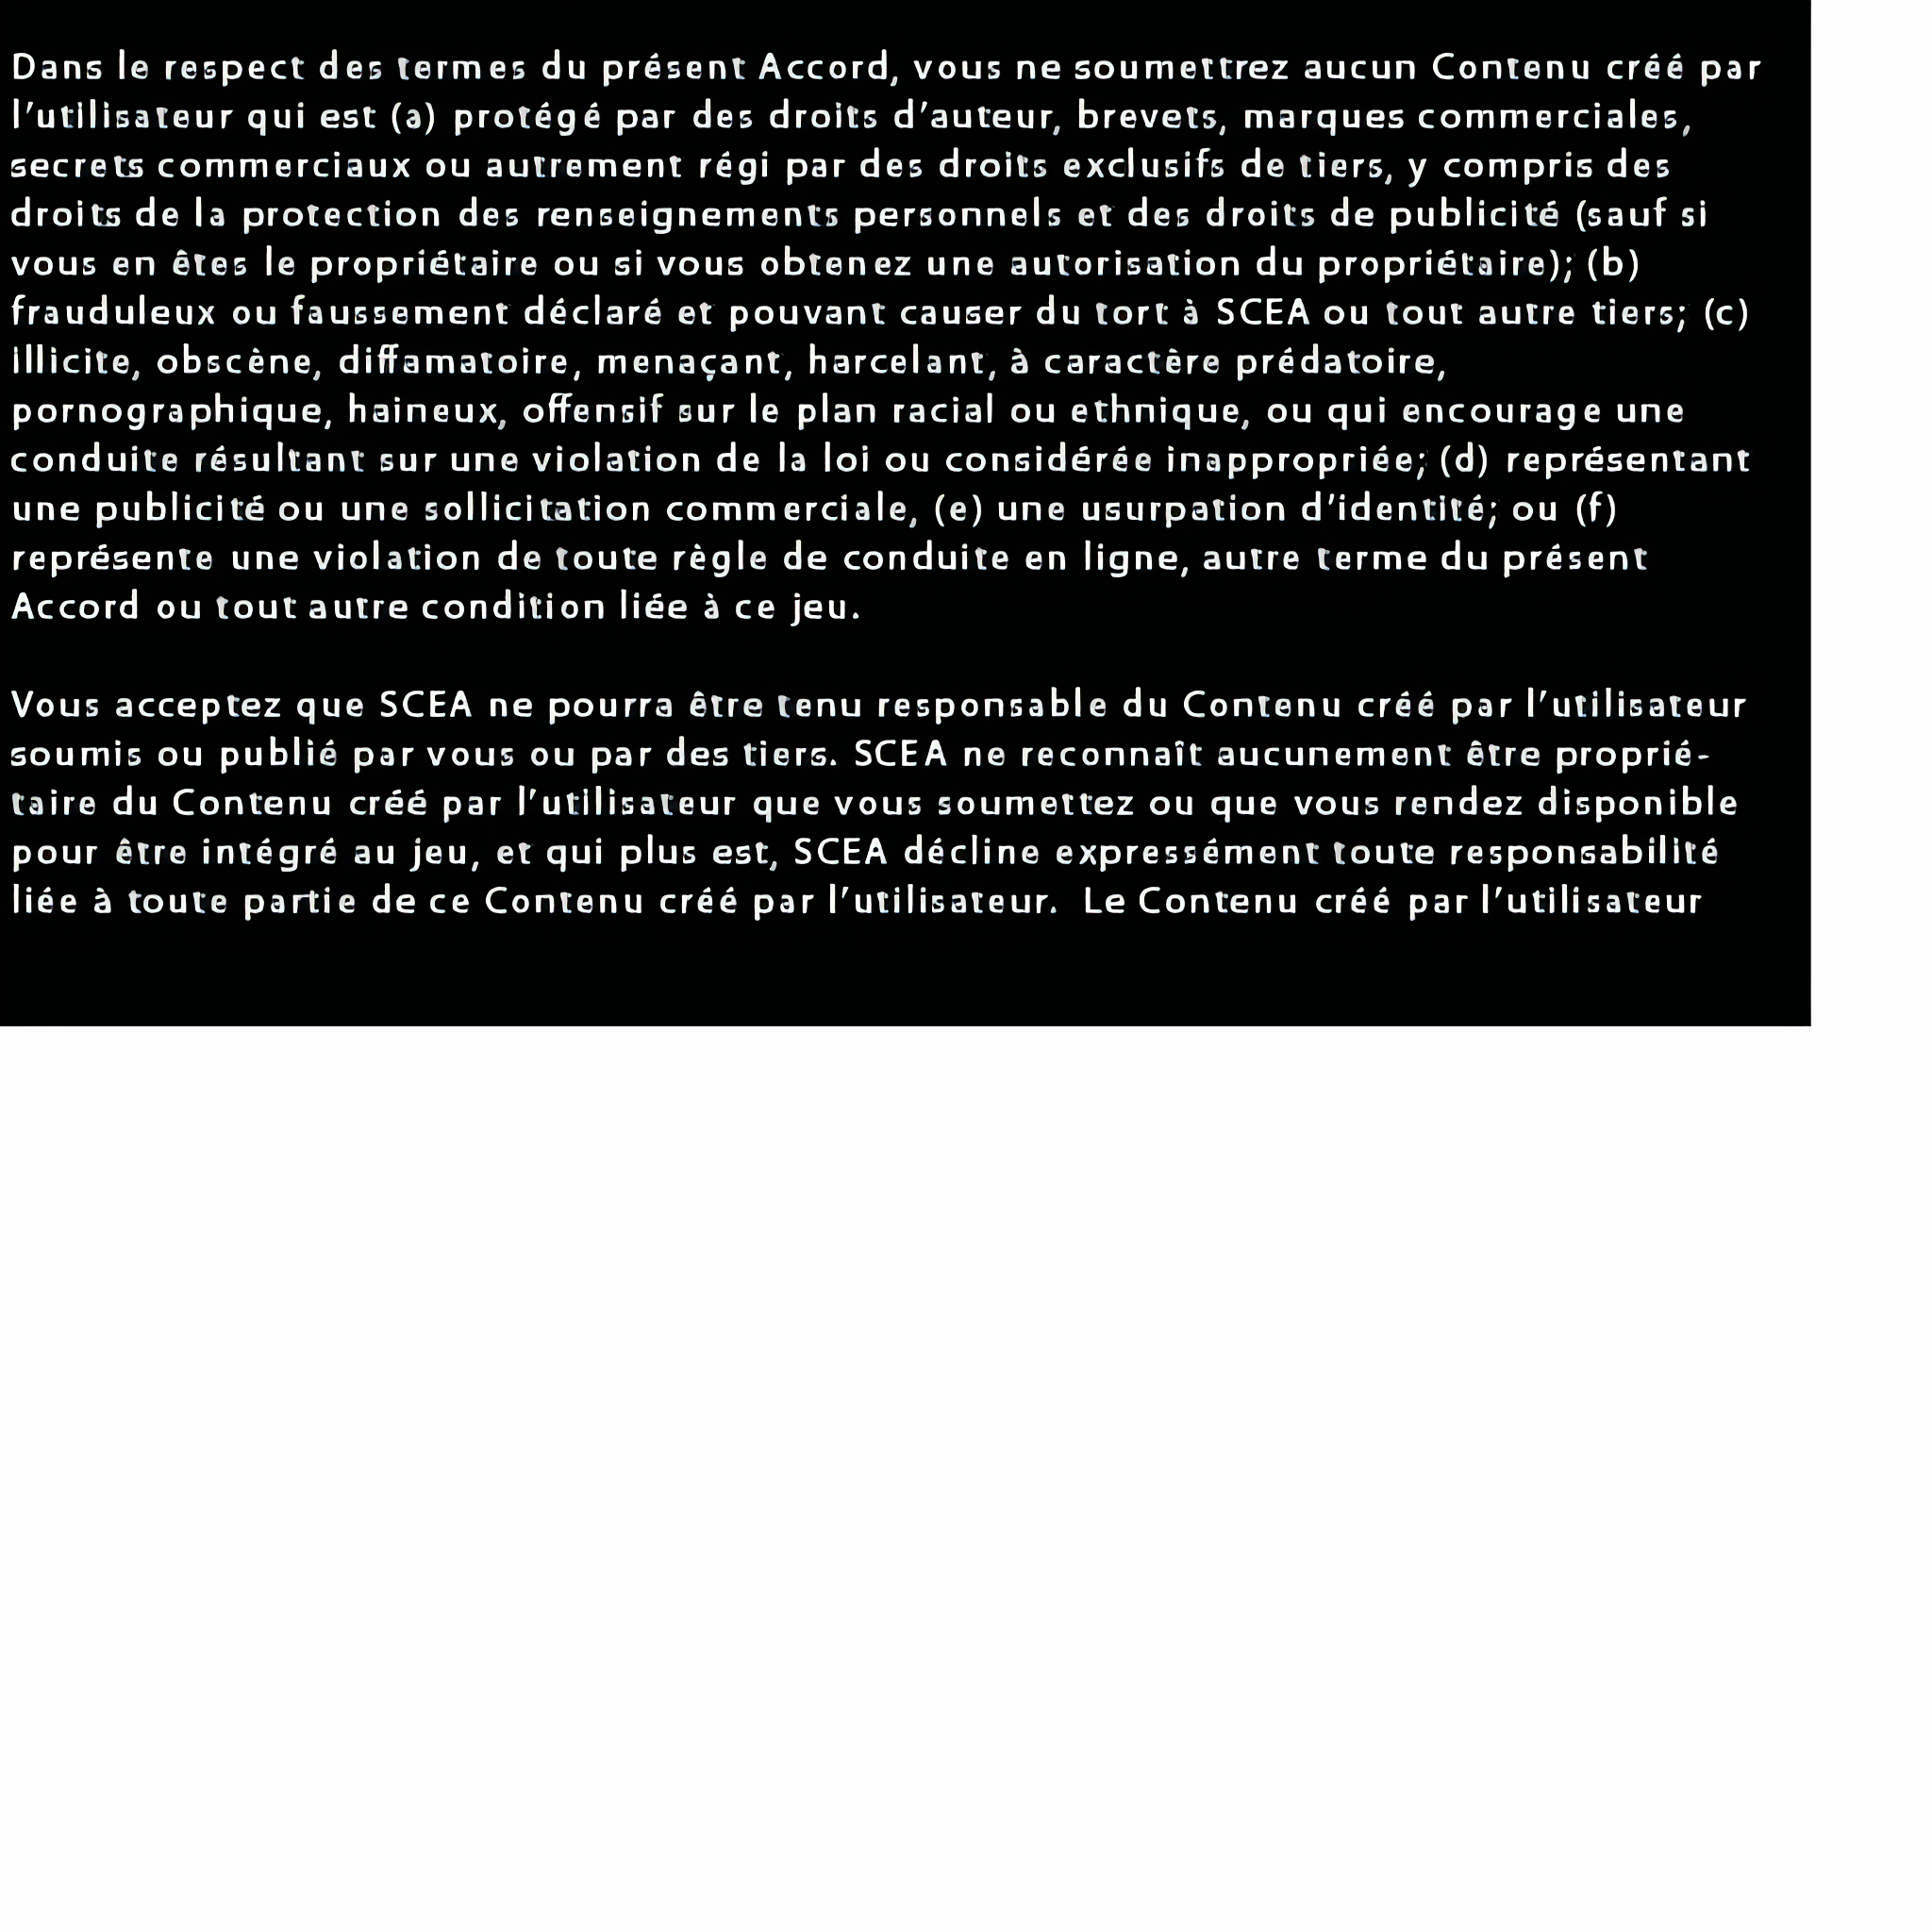 Dans le respect des termes du présent Accord, vous ne soumettrez aucun Contenu créé par
l'utilisateur qui est (a) protégé par des droits d'auteur, brevets, marques commerciales,
secrets commerciaux ou autrement régi par des droits exclusifs de tiers, y compris des
droits de la protection des renseignements personnels et des droits de publicité (sauf si
vous en êtes le propriétaire ou si vous obtenez une autorisation du propriétaire); (b)
frauduleux ou faussement déclaré et pouvant causer du tort à SCEA ou tout autre tiers; (c)
illicite, obscène, diffamatoire, menaçant, harcelant, à caractère prédatoire,
pornographique, haineux, offensif sur le plan racial ou ethnique, ou qui encourage une
conduite résultant sur une violation de la loi ou considérée inappropriée; (d) représentant
une publicité ou une sollicitation commerciale, (e) une usurpation d'identité; ou (f)
représente une violation de toute règle de conduite en ligne, autre terme du présent
Accord ou tout autre condition liée à ce jeu.
Vous acceptez que SCEA ne pourra être tenu responsable du Contenu créé par l'utilisateur
soumis ou publié par vous ou par des tiers. SCEA ne reconnaît aucunement être proprié-
taire du Contenu créé par l'utilisateur que vous soumettez ou que vous rendez disponible
pour être intégré au jeu, et qui plus est, SCEA décline expressément toute responsabilité
liée à toute partie de ce Contenu créé par l'utilisateur. Le Contenu créé par l'utilisateur